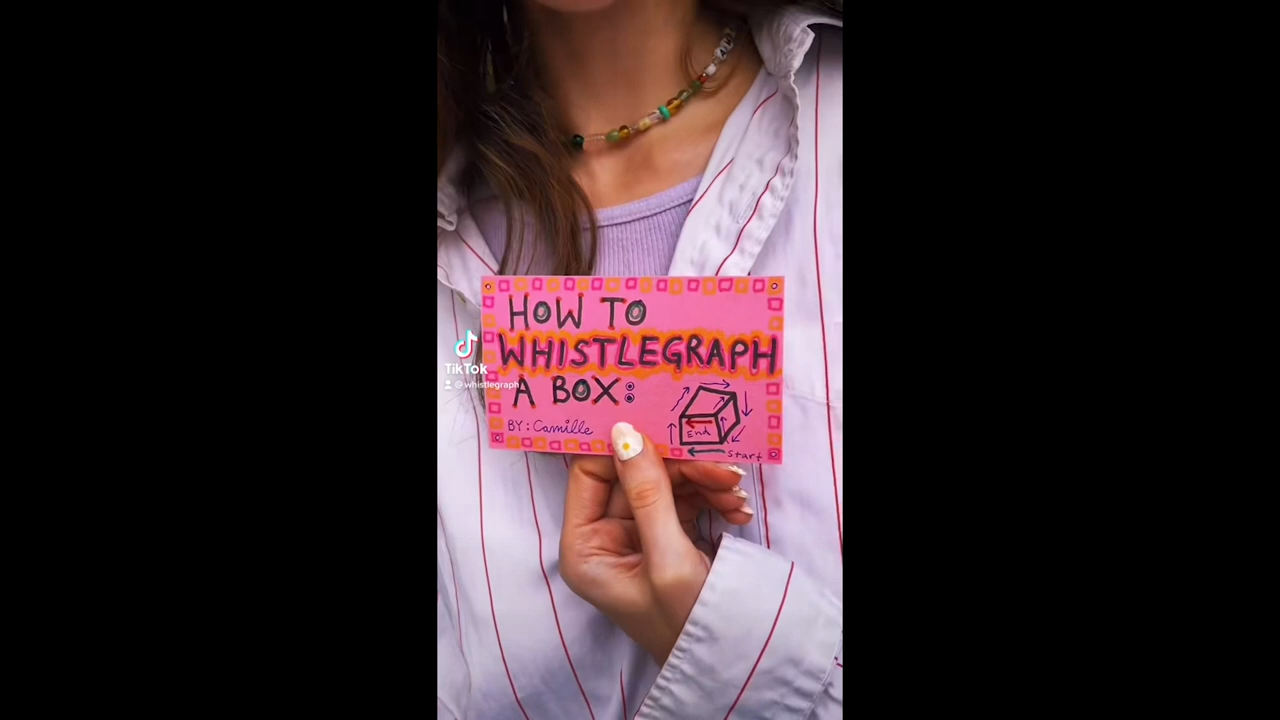 HOW TO
WHISTLEGRAPH
A BOX:
BY: Camille
End
Start
TikTok
@whistlegraph